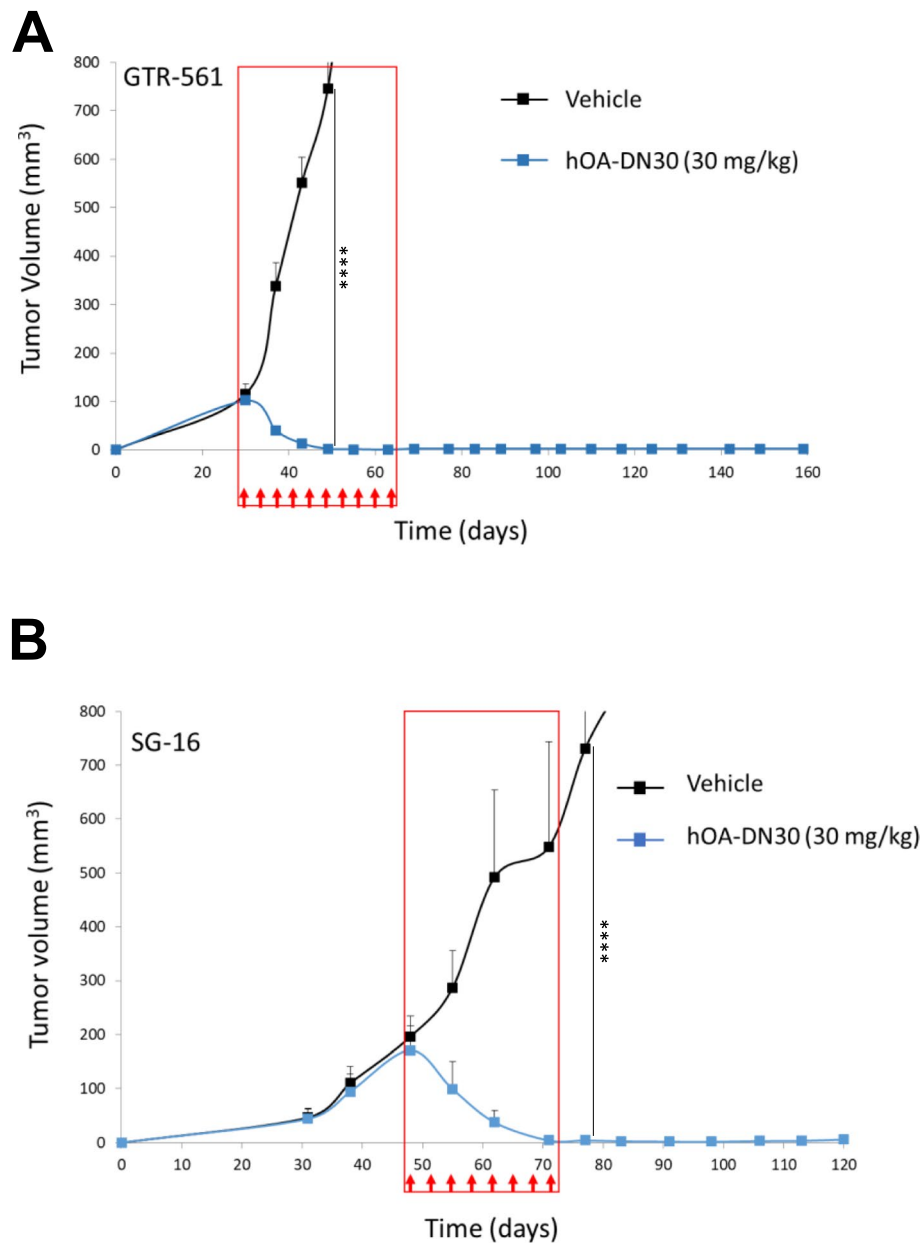 A
GTR-561
Vehicle
hOA-DN30 (30 mg/kg)
Tumor Volume (mm3)
800
700
600
500
400
300
200
100
0
****
0 20 40 60 80 100 120 140 160
Time (days)
B
SG-16
Vehicle
hOA-DN30 (30 mg/kg)
Tumor volume (mm3)
800
700
600
500
400
300
200
100
0
****
0 10 20 30 40 50 60 70 80 90 100 110 120
Time (days)